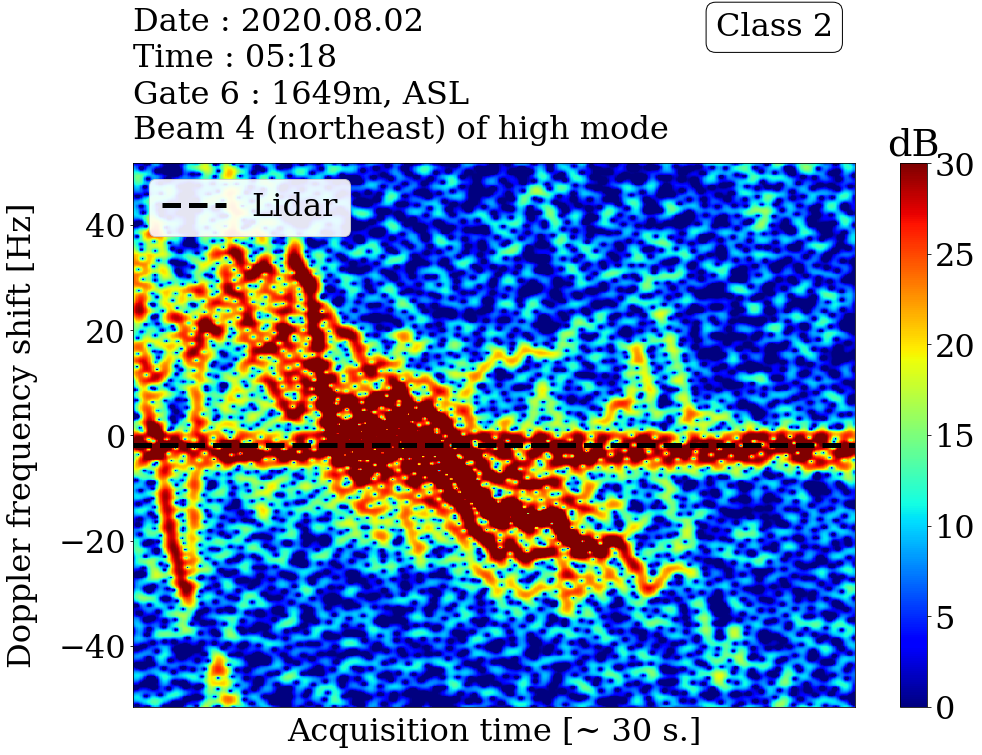 Date : 2020.08.02
Time : 05:18
Gate 6 : 1649m, ASL
Beam 4 (northeast) of high mode
Class 2
dB
Lidar
Doppler frequency shift [Hz]
40
20
0
−20
−40
Acquisition time [~ 30 s.]
30
25
20
15
10
5
0